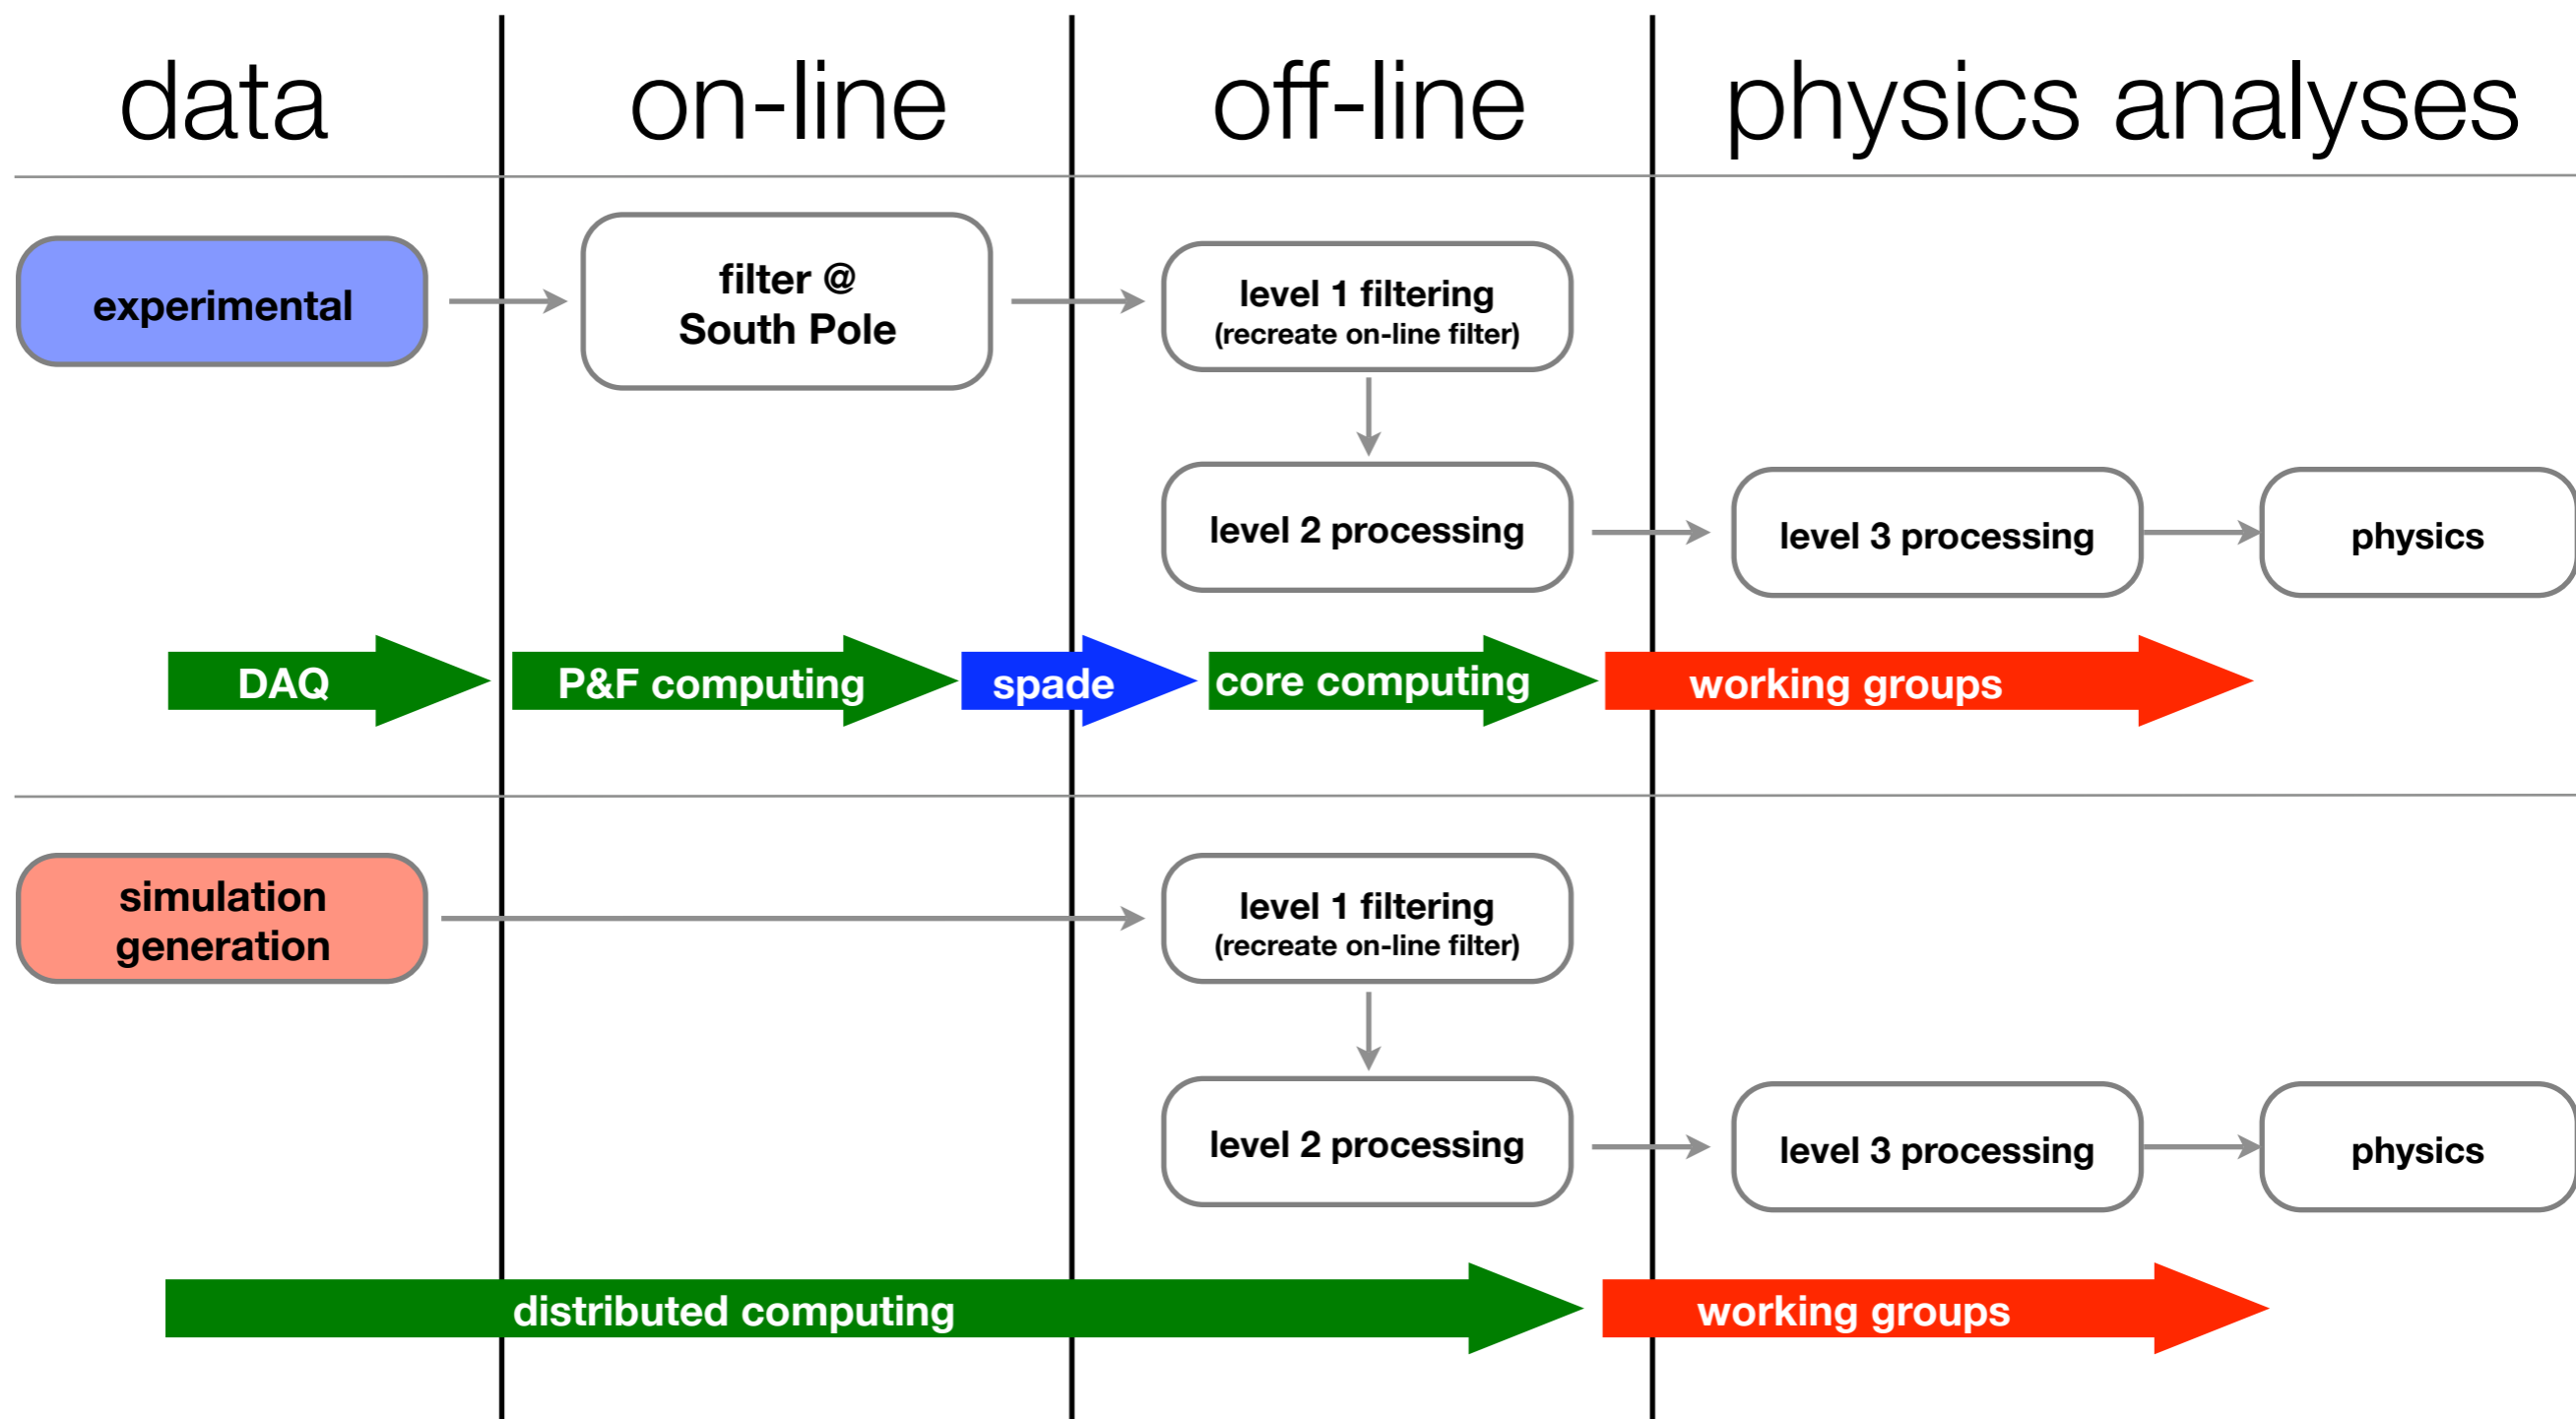 data
on-line
off-line
physics analyses
experimental
filter @
South Pole
level 1 filtering
(recreate on-line filter)
level 2 processing
level 3 processing
physics
DAQ
P&F computing
spade
core computing
working groups
simulation
generation
level 1 filtering
(recreate on-line filter)
level 2 processing
level 3 processing
physics
distributed computing
working groups